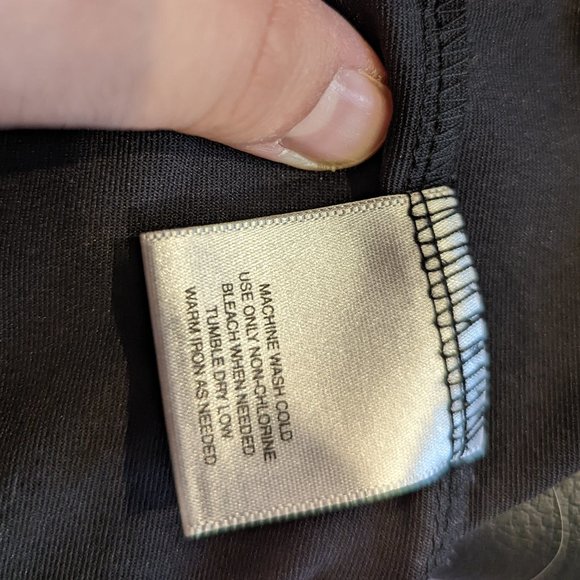 MACHINE WASH COLD
USE ONLY NON-CHLORINE
BLEACH WHEN NEEDED
TUMBLE DRY LOW
WARM IRON AS NEEDED